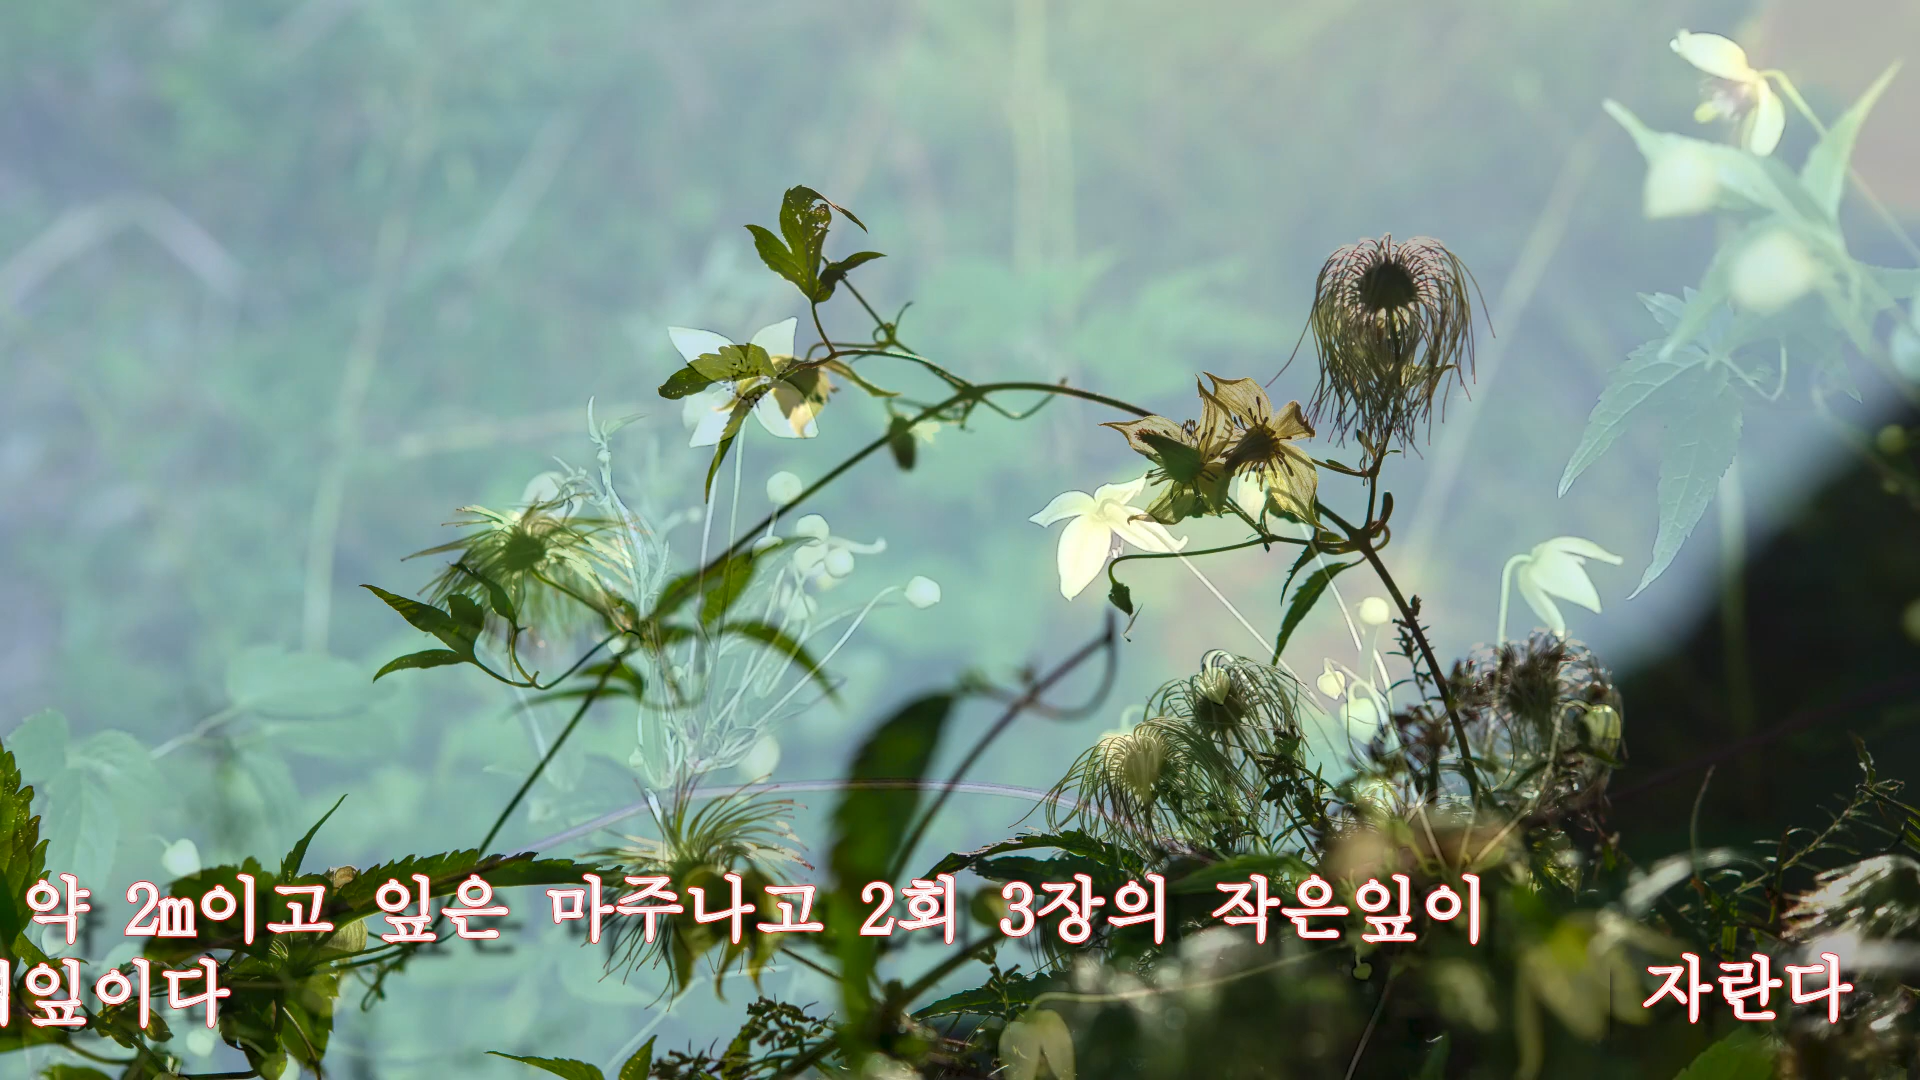 약 2m이고 잎은 마주나고 2회 3장의 작은잎이
잎이다 자란다